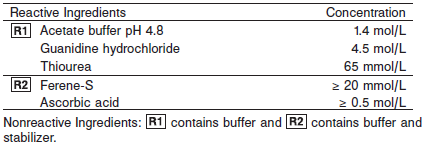 Reactive Ingredients Concentration
R1 Acetate buffer pH 4.8 1.4 mol/L
Guanidine hydrochloride 4.5 mol/L
Thiourea 65 mmol/L
R2 Ferene-S ≥ 20 mmol/L
Ascorbic acid ≥ 0.5 mol/L
Nonreactive Ingredients: R1 contains buffer and R2 contains buffer and
stabilizer.